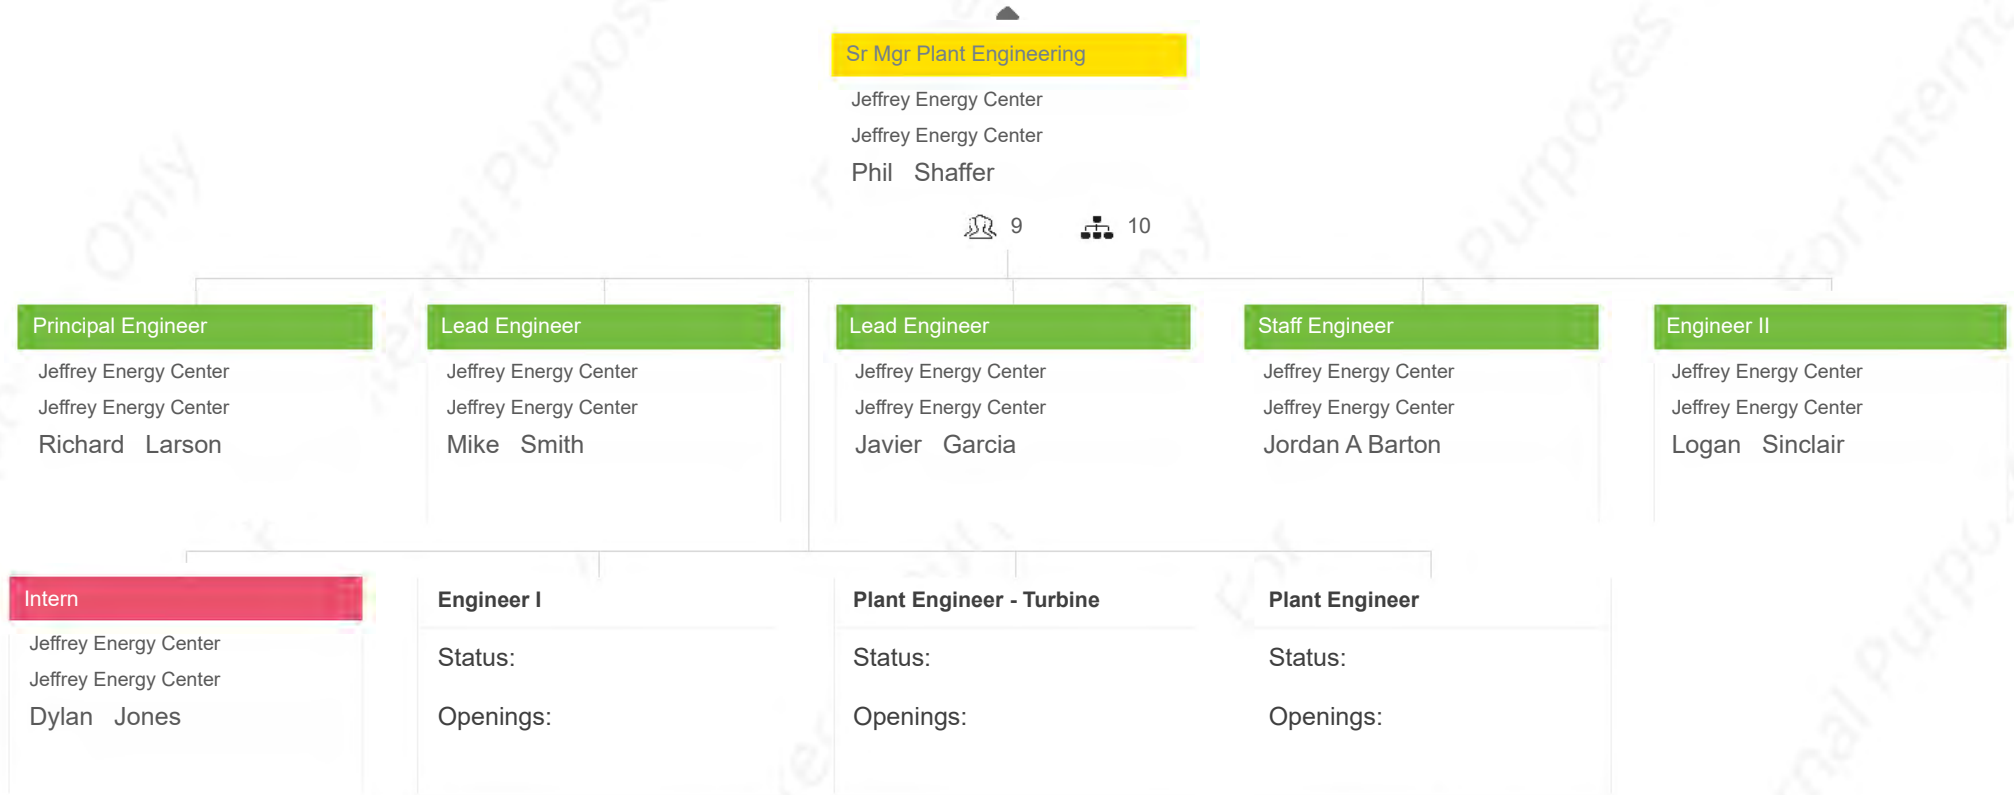 Sr Mgr Plant Engineering
Jeffrey Energy Center
Jeffrey Energy Center
Phil Shaffer
9 10
Principal Engineer
Jeffrey Energy Center
Jeffrey Energy Center
Richard Larson
Lead Engineer
Jeffrey Energy Center
Jeffrey Energy Center
Mike Smith
Lead Engineer
Jeffrey Energy Center
Jeffrey Energy Center
Javier Garcia
Staff Engineer
Jeffrey Energy Center
Jeffrey Energy Center
Jordan A Barton
Engineer II
Jeffrey Energy Center
Jeffrey Energy Center
Logan Sinclair
Intern
Jeffrey Energy Center
Jeffrey Energy Center
Dylan Jones
Engineer I
Status:
Openings:
Plant Engineer - Turbine
Status:
Openings:
Plant Engineer
Status:
Openings: